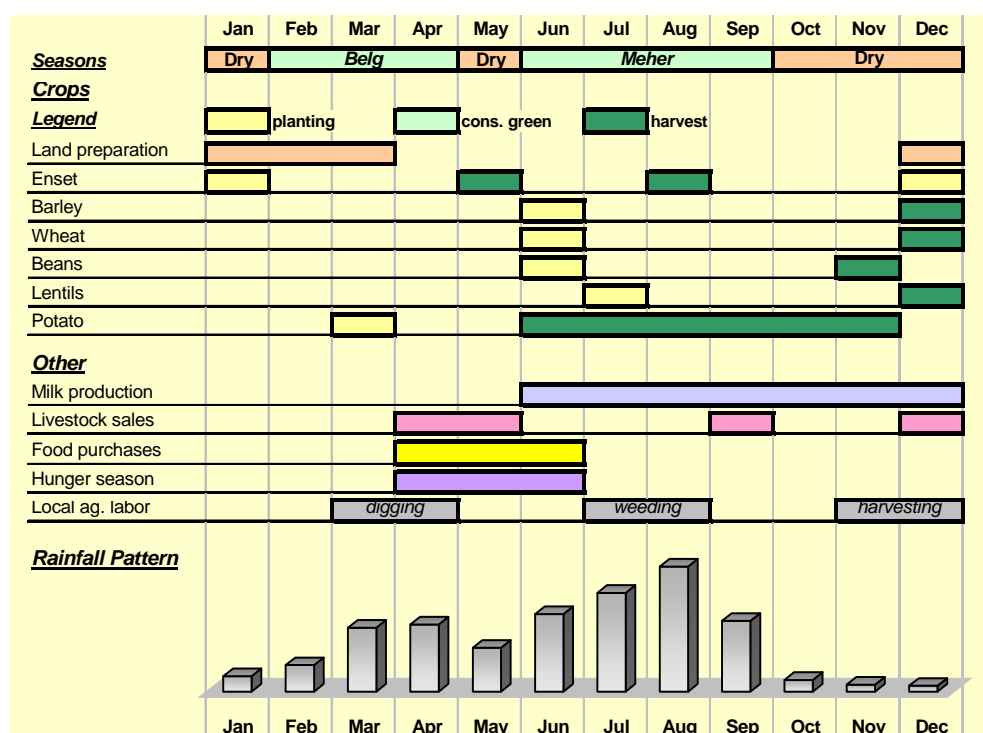 Jan Feb Mar Apr May Jun Jul Aug Sep Oct Nov Dec
Seasons Dry Belg Dry Meher Dry
Crops
Legend planting cons. green harvest
Land preparation
Enset
Barley
Wheat
Beans
Lentils
Potato
Other
Milk production
Livestock sales
Food purchases
Hunger season
Local ag. labor digging weeding harvesting
Rainfall Pattern
Jan Feb Mar Apr May Jun Jul Aug Sep Oct Nov Dec